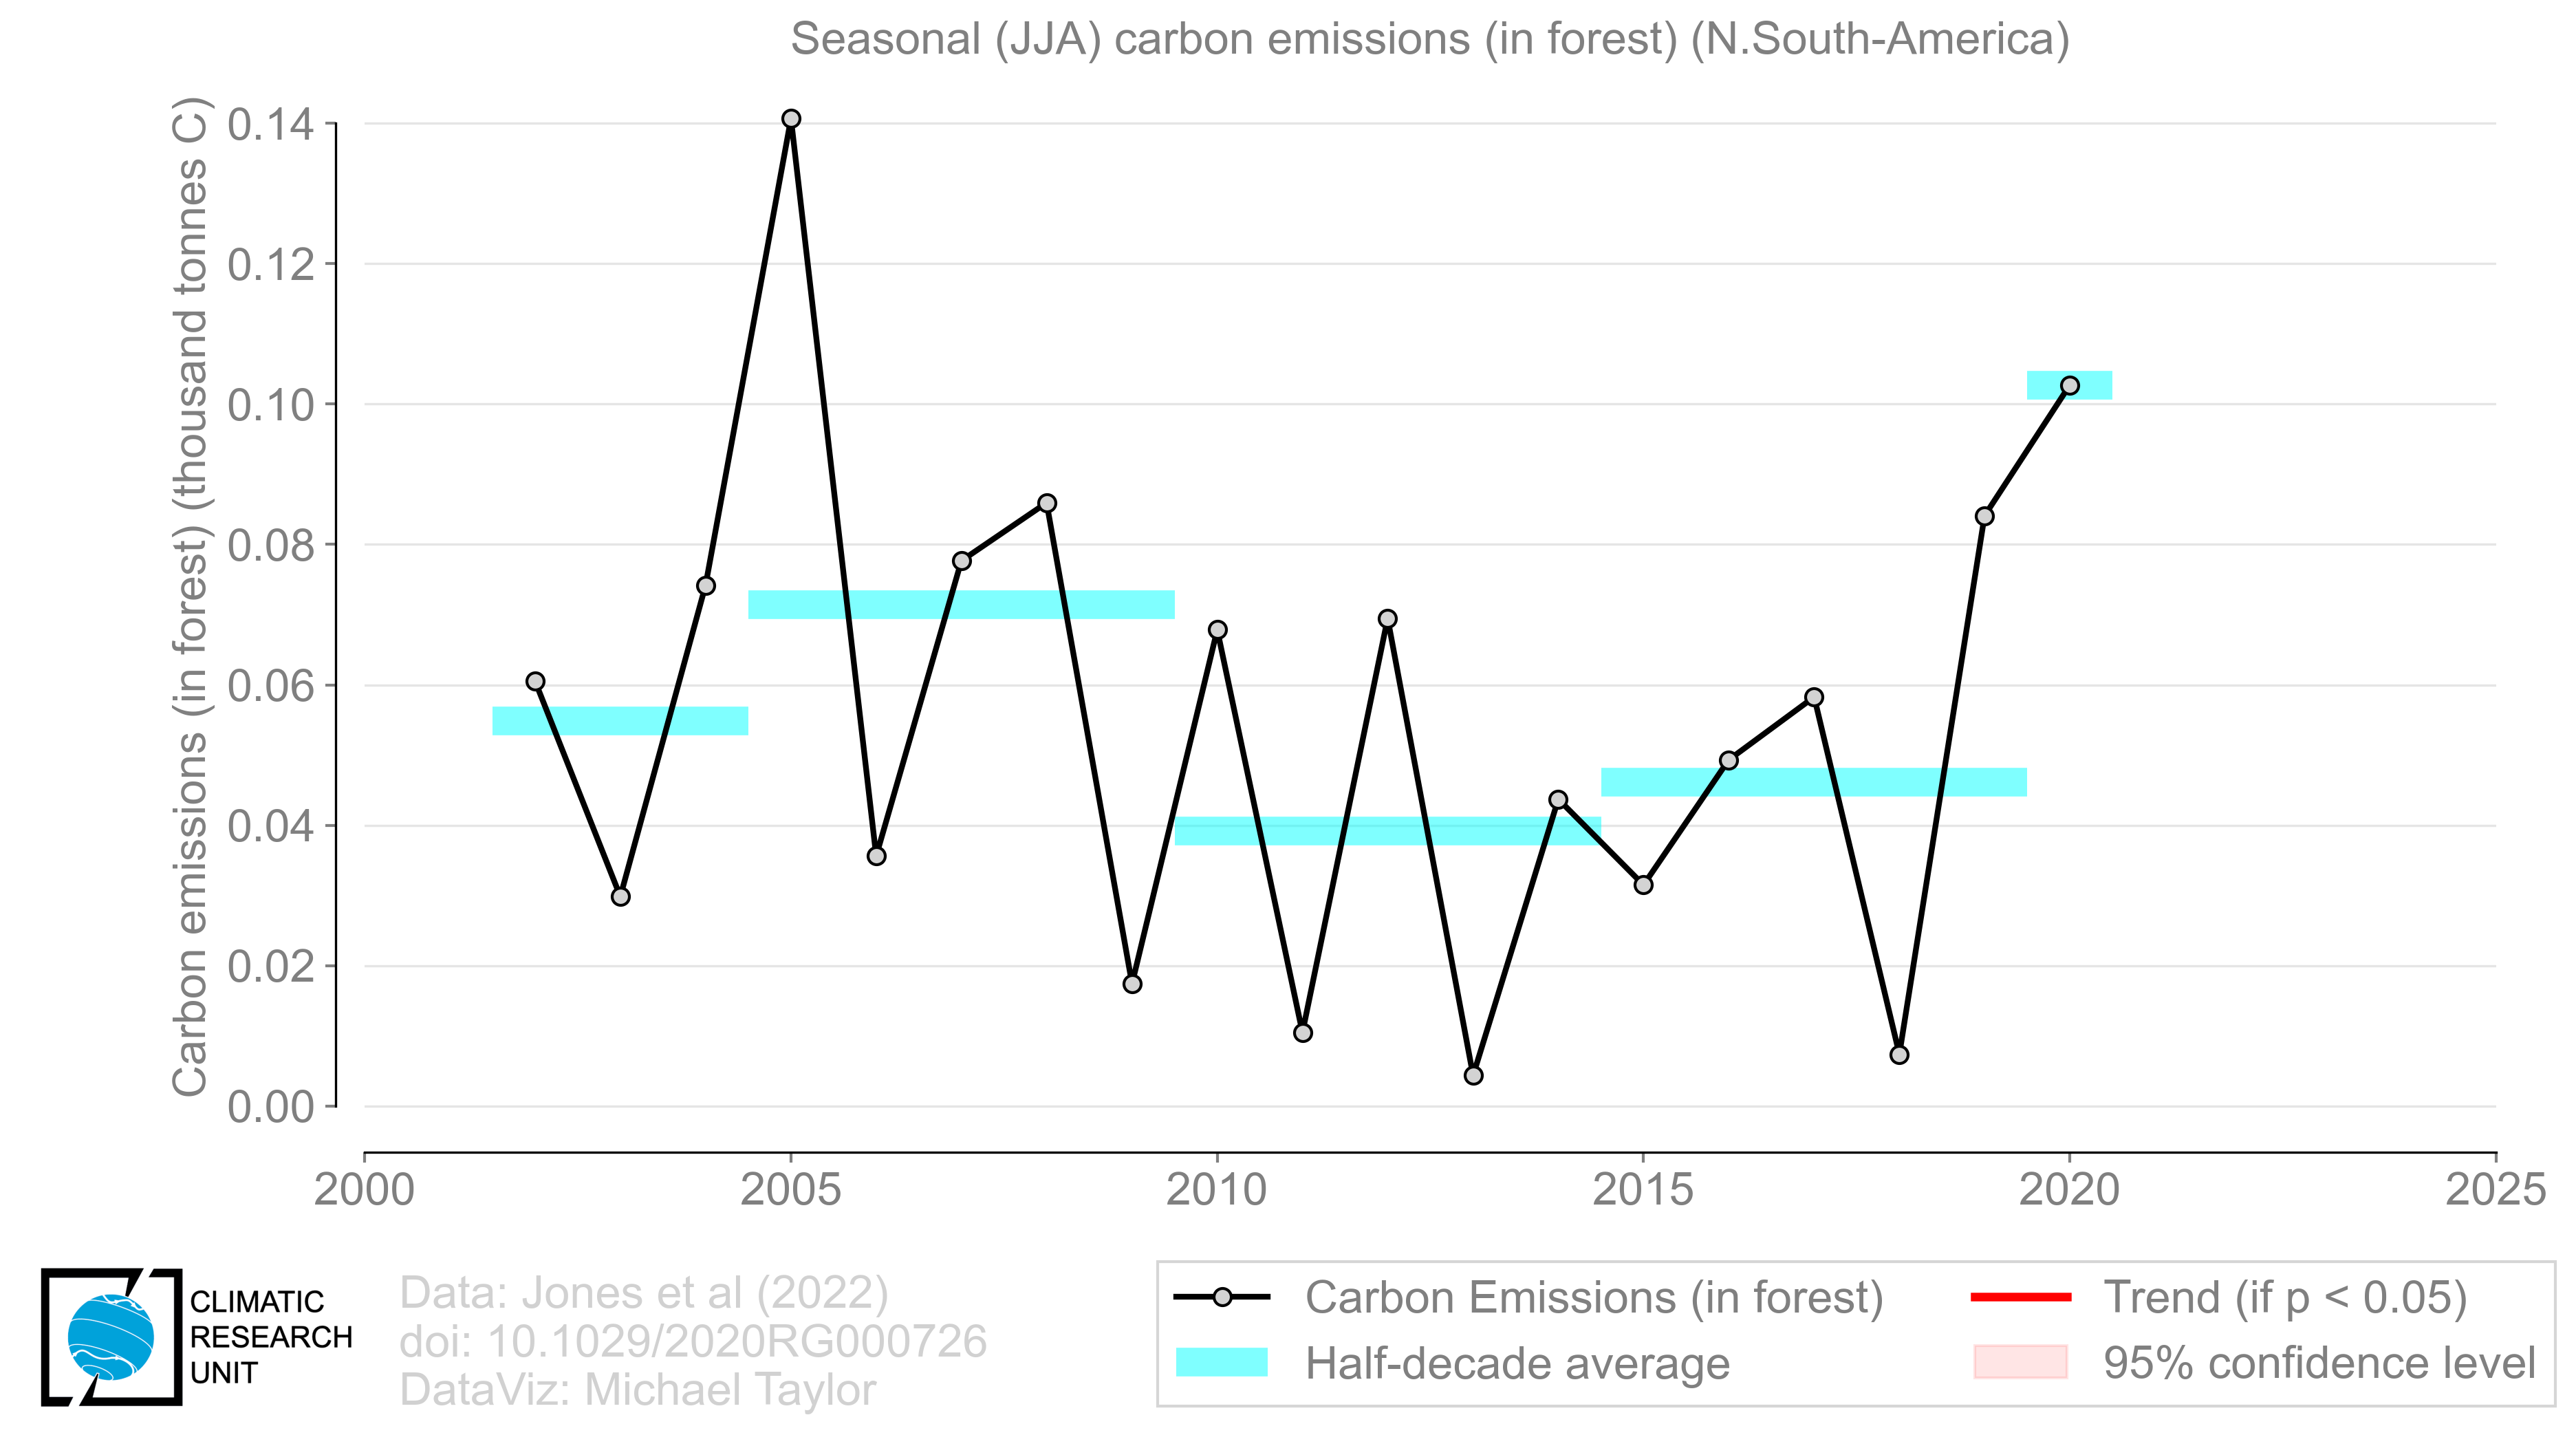 Seasonal (JJA) carbon emissions (in forest) (N.South-America)
Carbon emissions (in forest) (thousand tonnes C)
0.14
0.12
0.10
0.08
0.06
0.04
0.02
0.00
2000 2005 2010 2015 2020 2025
CLIMATIC
RESEARCH
UNIT
Data: Jones et al (2022)
doi: 10.1029/2020RG000726
DataViz: Michael Taylor
Carbon Emissions (in forest)
Half-decade average
Trend (if p < 0.05)
95% confidence level